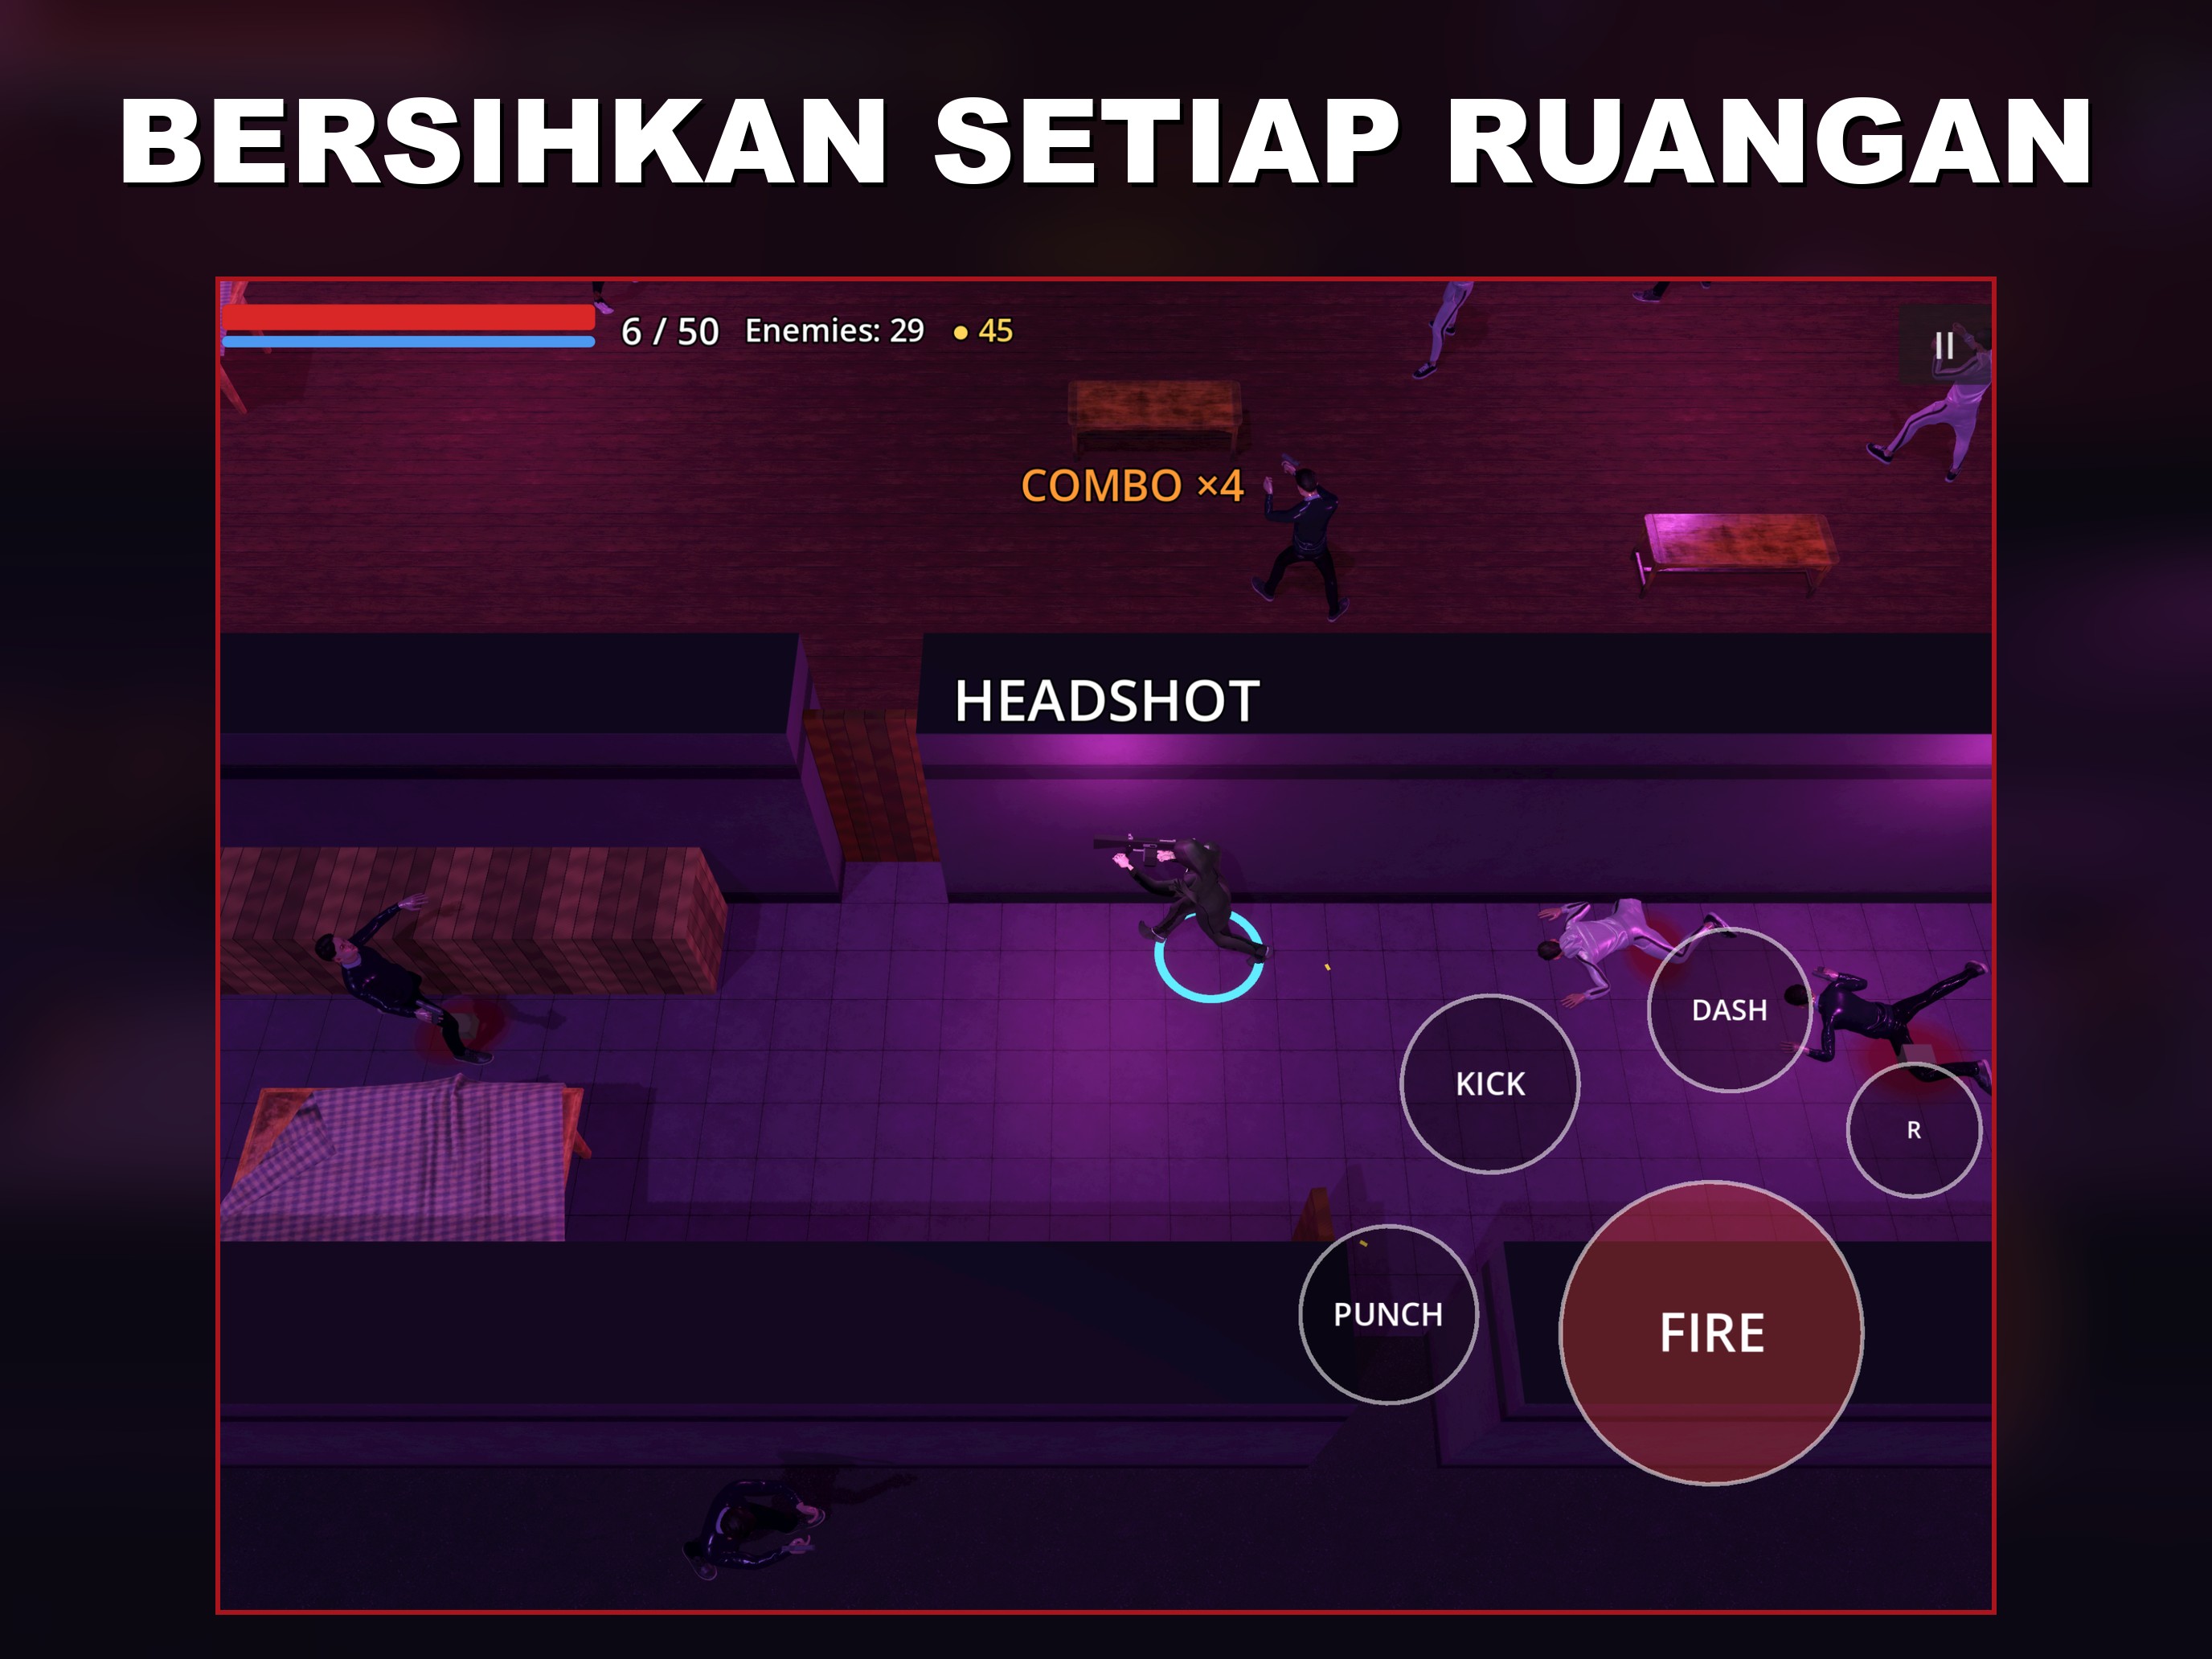 BERSIHKAN SETIAP RUANGAN
6 / 50 Enemies: 29 45
COMBO ×4
HEADSHOT
DASH
KICK
R
PUNCH
FIRE